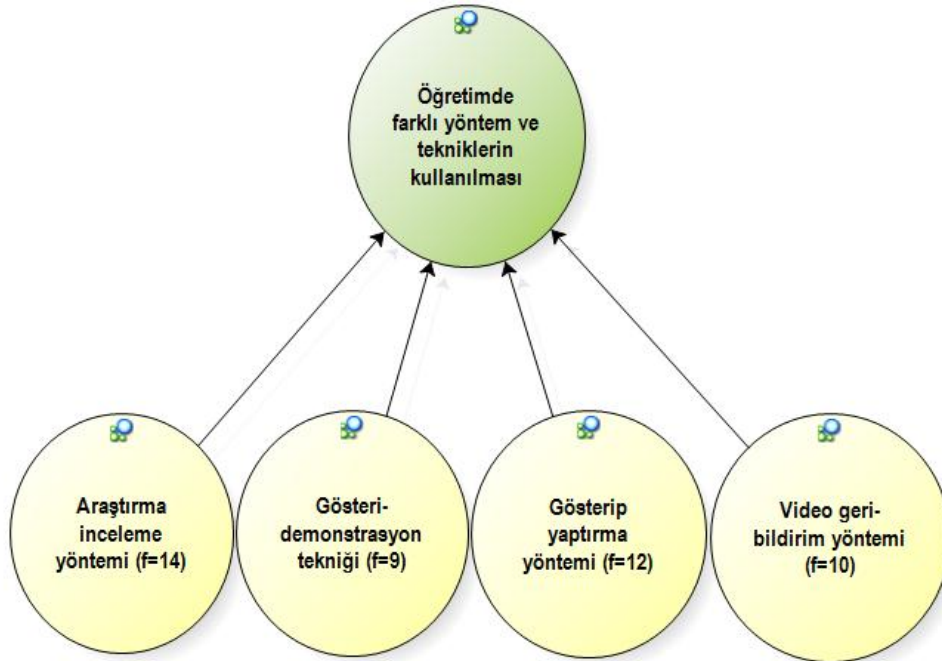 Öğretimde
farklı yöntem ve
tekniklerin
kullanılması
Araştırma
inceleme
yöntemi (f=14)
Gösteri-
demonstrasyon
tekniği (f=9)
Gösterip
yaptırma
yöntemi (f=12)
Video geri-
bildirim yöntemi
(f=10)